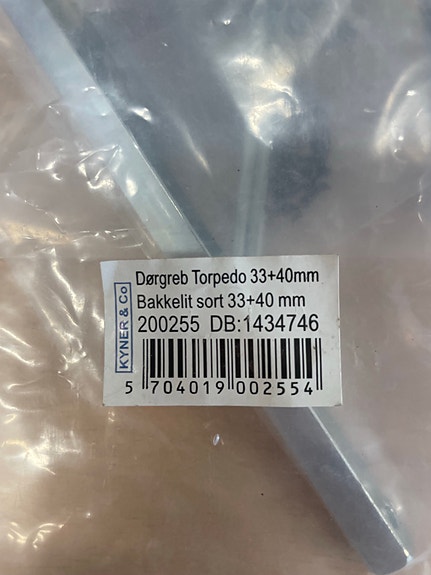 KYNER & Co
Dørgreb Torpedo 33+40mm
Bakkelit sort 33+40 mm
200255 DB:1434746
5 704019 002554